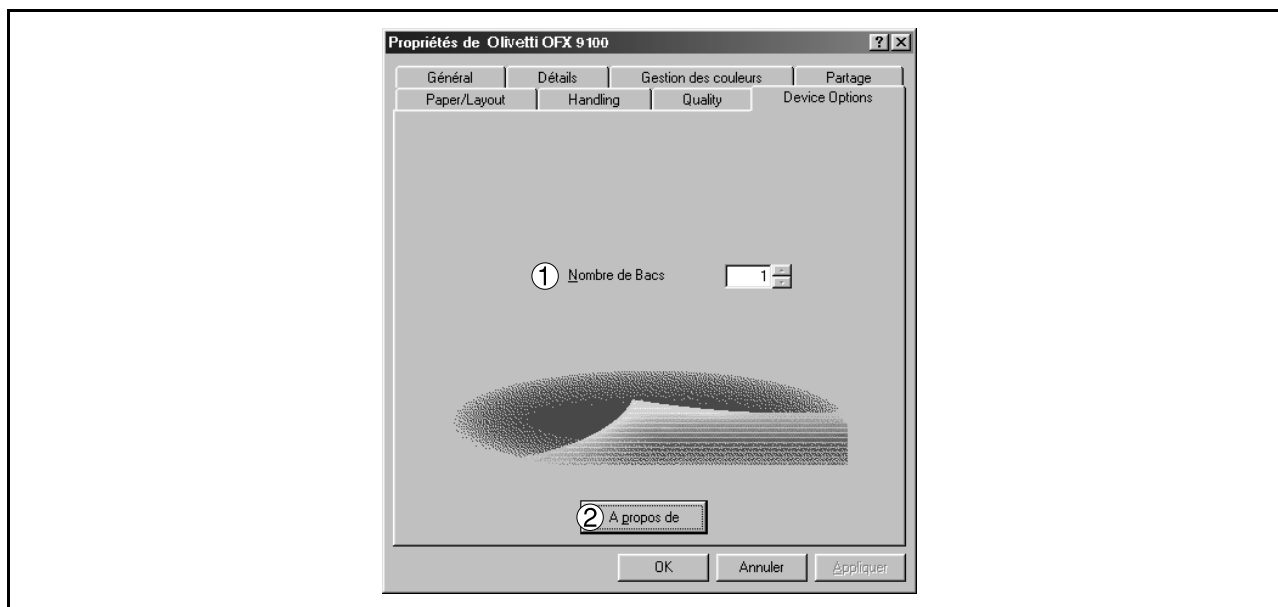 Propriétés de Olivetti OFX 9100
Général Détails Gestion des couleurs Partage
Paper/Layout Handling Quality Device Options
1 Nombre de Bacs 1
2 A propos de
OK Annuler Appliquer